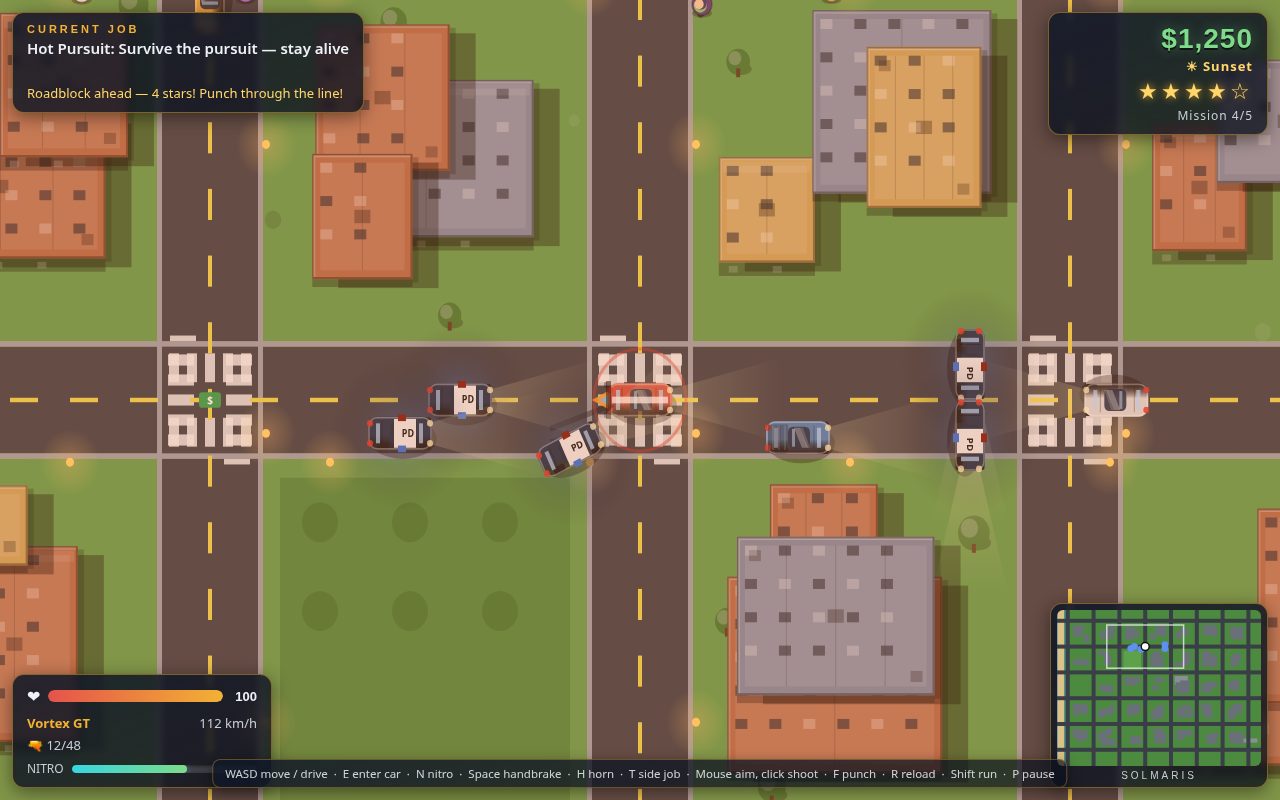 CURRENT JOB
Hot Pursuit: Survive the pursuit — stay alive
Roadblock ahead — 4 stars! Punch through the line!
$1,250
☀ Sunset
★★★★☆
Mission 4/5
$
PD
PD
PD
PD
PD
❤ 100
Vortex GT 112 km/h
🔫 12/48
NITRO
WASD move / drive · E enter car · N nitro · Space handbrake · H horn · T side job · Mouse aim, click shoot · F punch · R reload · Shift run · P pause
SOLMARIS